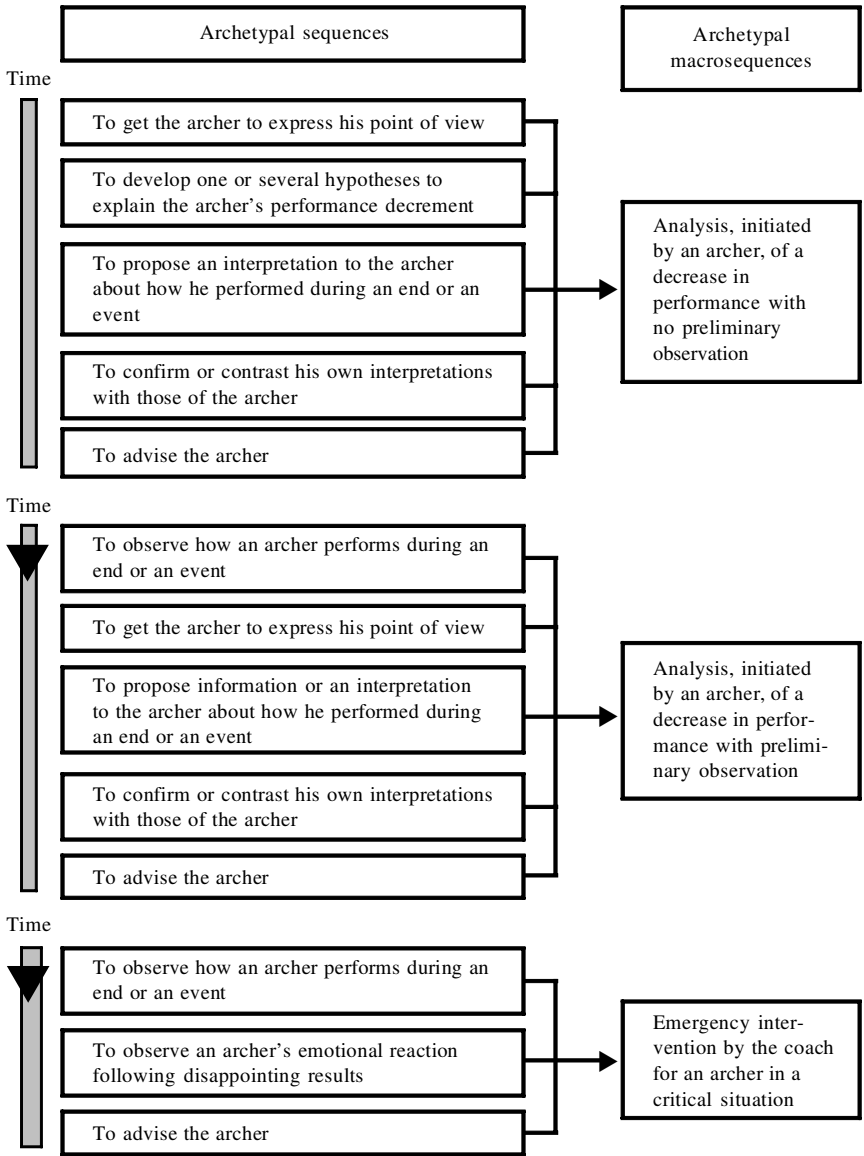 Archetypal sequences
Archetypal
macrosequences
Time
To get the archer to express his point of view
To develop one or several hypotheses to
explain the archer's performance decrement
To propose an interpretation to the archer
about how he performed during an end or an
event
To confirm or contrast his own interpretations
with those of the archer
To advise the archer
Analysis, initiated
by an archer, of a
decrease in
performance with
no preliminary
observation
Time
To observe how an archer performs during an
end or an event
To get the archer to express his point of view
To propose information or an interpretation
to the archer about how he performed during
an end or an event
To confirm or contrast his own interpretations
with those of the archer
To advise the archer
Analysis, initiated
by an archer, of a
decrease in perfor-
mance with prelimi-
nary observation
Time
To observe how an archer performs during an
end or an event
To observe an archer's emotional reaction
following disappointing results
To advise the archer
Emergency inter-
vention by the coach
for an archer in a
critical situation